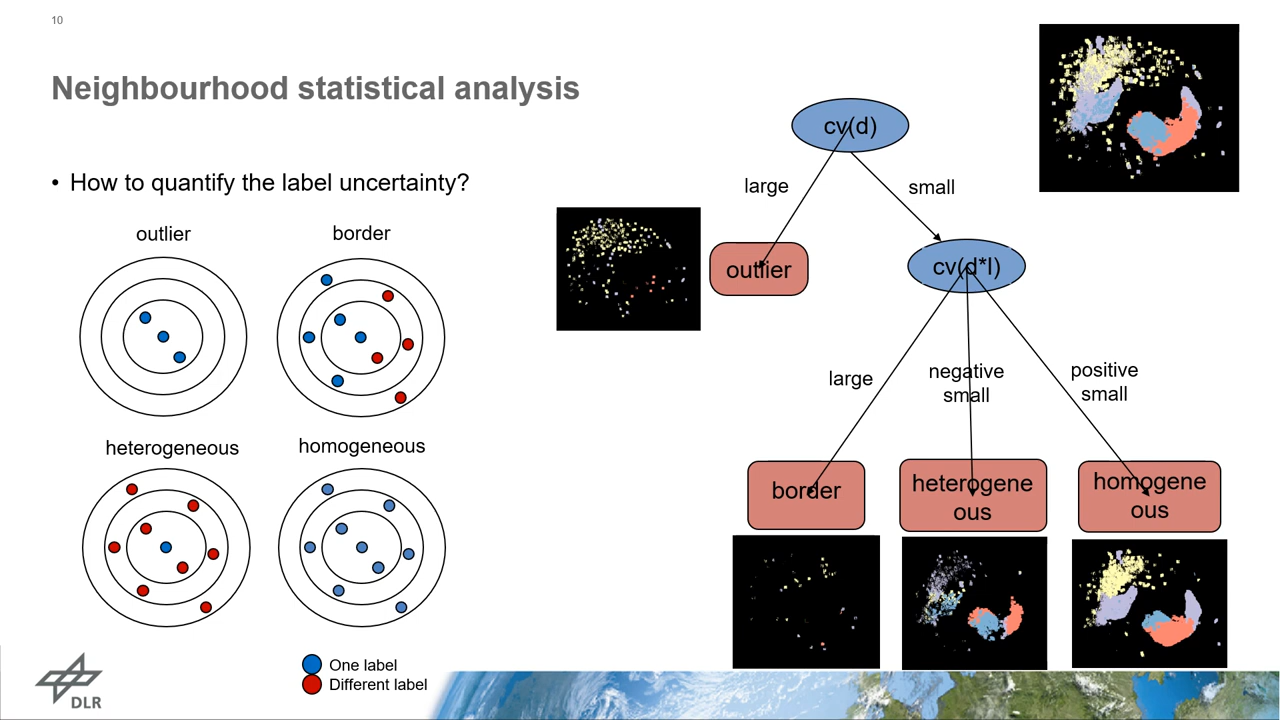 10
Neighbourhood statistical analysis
• How to quantify the label uncertainty?
outlier
border
heterogeneous
homogeneous
One label
Different label
cv(d)
large
small
outlier
cv(d*l)
large
negative
small
positive
small
border
heterogene
ous
homogene
ous
DLR